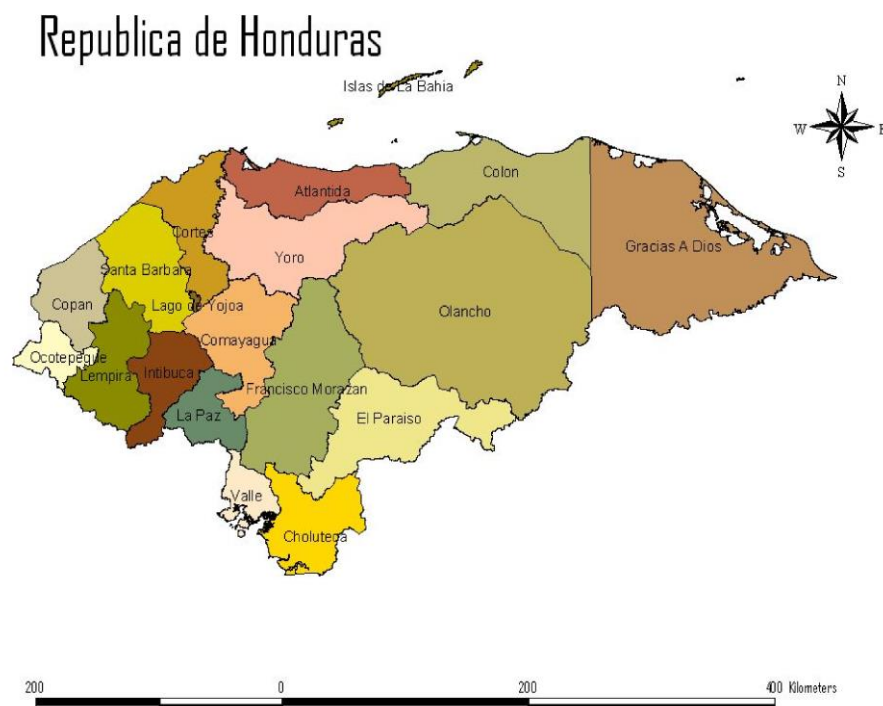 Republica de Honduras
Islas de La Bahia
N
W E
S
Atlantida
Colon
Cortes
Yoro
Gracias A Dios
Santa Barbara
Copan
Lago de Yojoa
Olancho
Comayagua
Ocotepeque
Lempira
Intibuca
Francisco Morazan
La Paz
El Paraiso
Valle
Choluteca
200 0 200 400 Kilometers